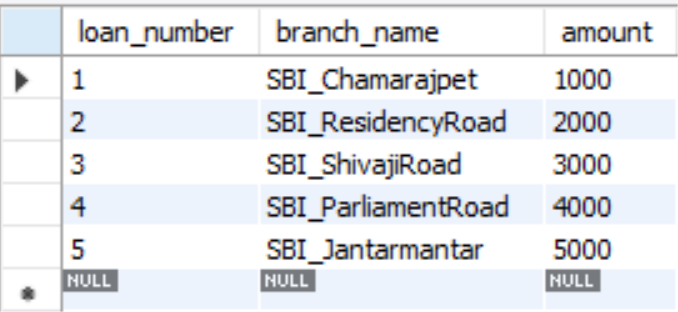 loan_number branch_name amount
1 SBI_Chamarajpet 1000
2 SBI_ResidencyRoad 2000
3 SBI_ShivajiRoad 3000
4 SBI_ParliamentRoad 4000
5 SBI_Jantarmantar 5000
NULL NULL NULL